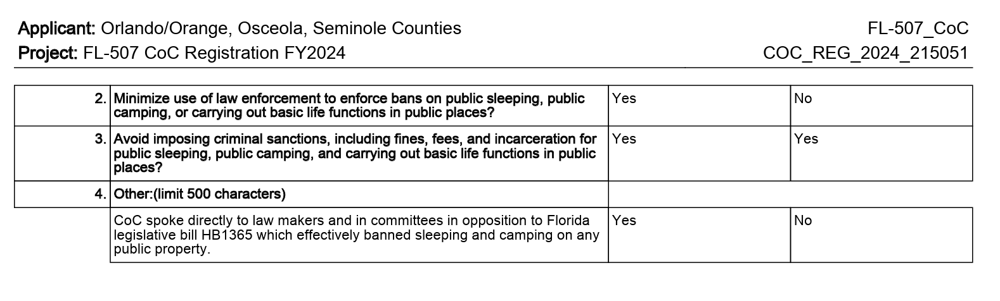 Applicant: Orlando/Orange, Osceola, Seminole Counties FL-507_CoC
Project: FL-507 CoC Registration FY2024 COC_REG_2024_215051
2. Minimize use of law enforcement to enforce bans on public sleeping, public Yes No
camping, or carrying out basic life functions in public places?
3. Avoid imposing criminal sanctions, including fines, fees, and incarceration for Yes Yes
public sleeping, public camping, and carrying out basic life functions in public
places?
4. Other:(limit 500 characters)
CoC spoke directly to law makers and in committees in opposition to Florida Yes No
legislative bill HB1365 which effectively banned sleeping and camping on any
public property.